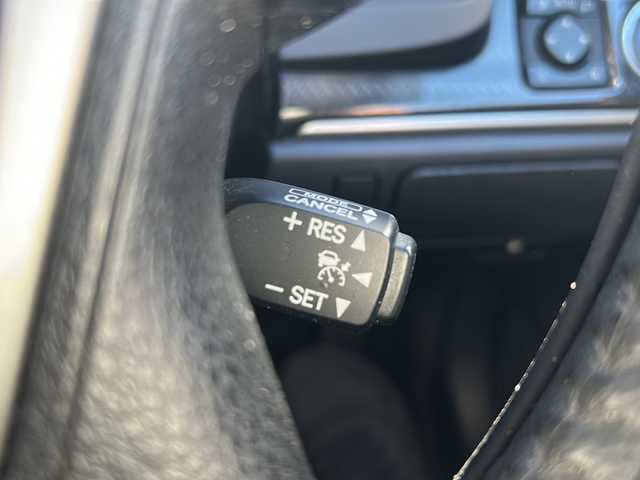 MODE
CANCEL
+ RES
- SET